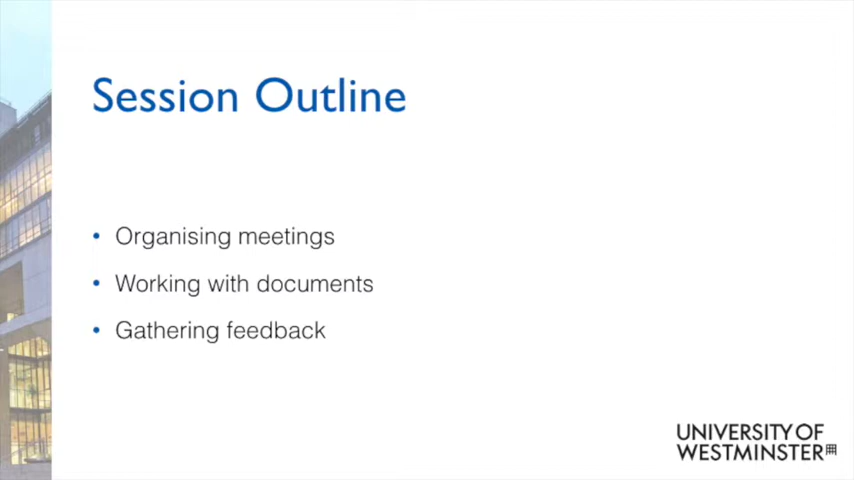 Session Outline
• Organising meetings
• Working with documents
• Gathering feedback
UNIVERSITY OF
WESTMINSTER